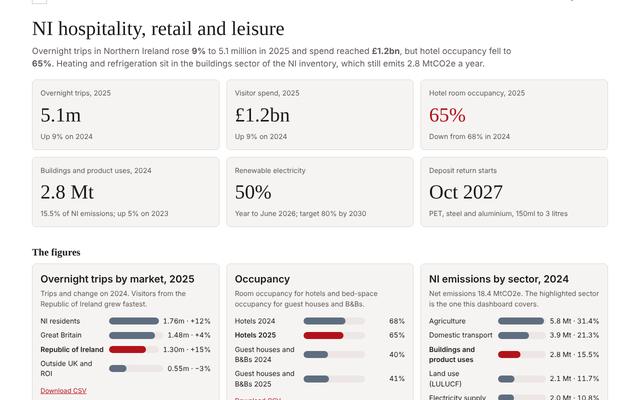 NI hospitality, retail and leisure
Overnight trips in Northern Ireland rose 9% to 5.1 million in 2025 and spend reached £1.2bn, but hotel occupancy fell to
65%. Heating and refrigeration sit in the buildings sector of the NI inventory, which still emits 2.8 MtCO2e a year.
Overnight trips, 2025
5.1m
Up 9% on 2024
Visitor spend, 2025
£1.2bn
Up 9% on 2024
Hotel room occupancy, 2025
65%
Down from 68% in 2024
Buildings and product uses, 2024
2.8 Mt
15.5% of NI emissions; up 5% on 2023
Renewable electricity
50%
Year to June 2026; target 80% by 2030
Deposit return starts
Oct 2027
PET, steel and aluminium, 150ml to 3 litres
The figures
Overnight trips by market, 2025
Trips and change on 2024. Visitors from the
Republic of Ireland grew fastest.
NI residents 1.76m · +12%
Great Britain 1.48m · +4%
Republic of Ireland 1.30m · +15%
Outside UK and
ROI 0.55m · −3%
Download CSV
Occupancy
Room occupancy for hotels and bed-space
occupancy for guest houses and B&Bs.
Hotels 2024 68%
Hotels 2025 65%
Guest houses and
B&Bs 2024 40%
Guest houses and
B&Bs 2025 41%
NI emissions by sector, 2024
Net emissions 18.4 MtCO2e. The highlighted sector
is the one this dashboard covers.
Agriculture 5.8 Mt · 31.4%
Domestic transport 3.9 Mt · 21.3%
Buildings and
product uses 2.8 Mt · 15.5%
Land use
(LULUCF) 2.1 Mt · 11.7%
Electricity supply 2.0 Mt · 10.8%